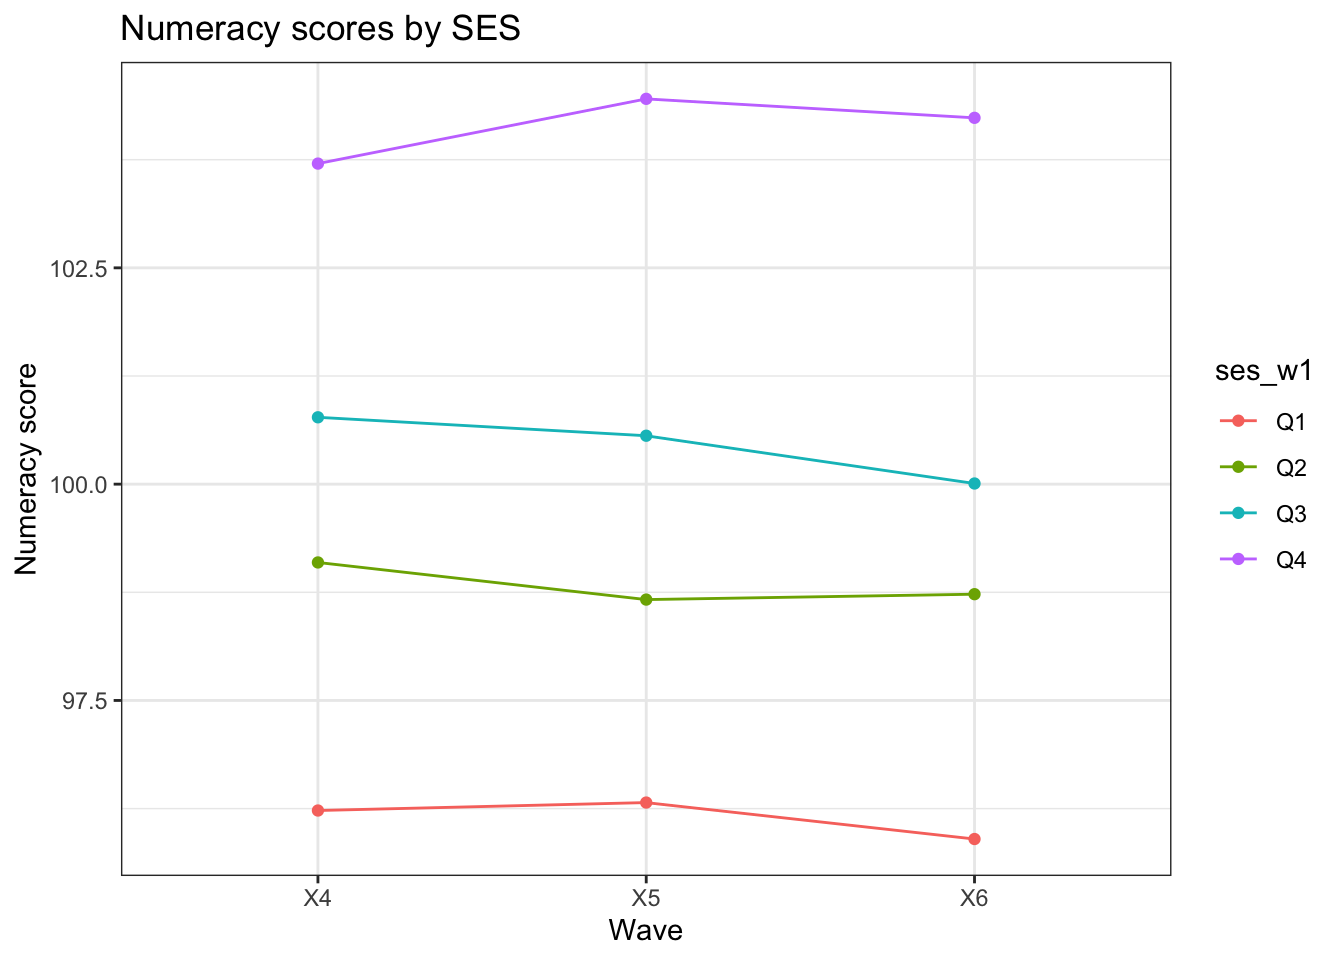 Numeracy scores by SES
Numeracy score
102.5
100.0
97.5
X4
X5
X6
Wave
ses_w1
Q1
Q2
Q3
Q4